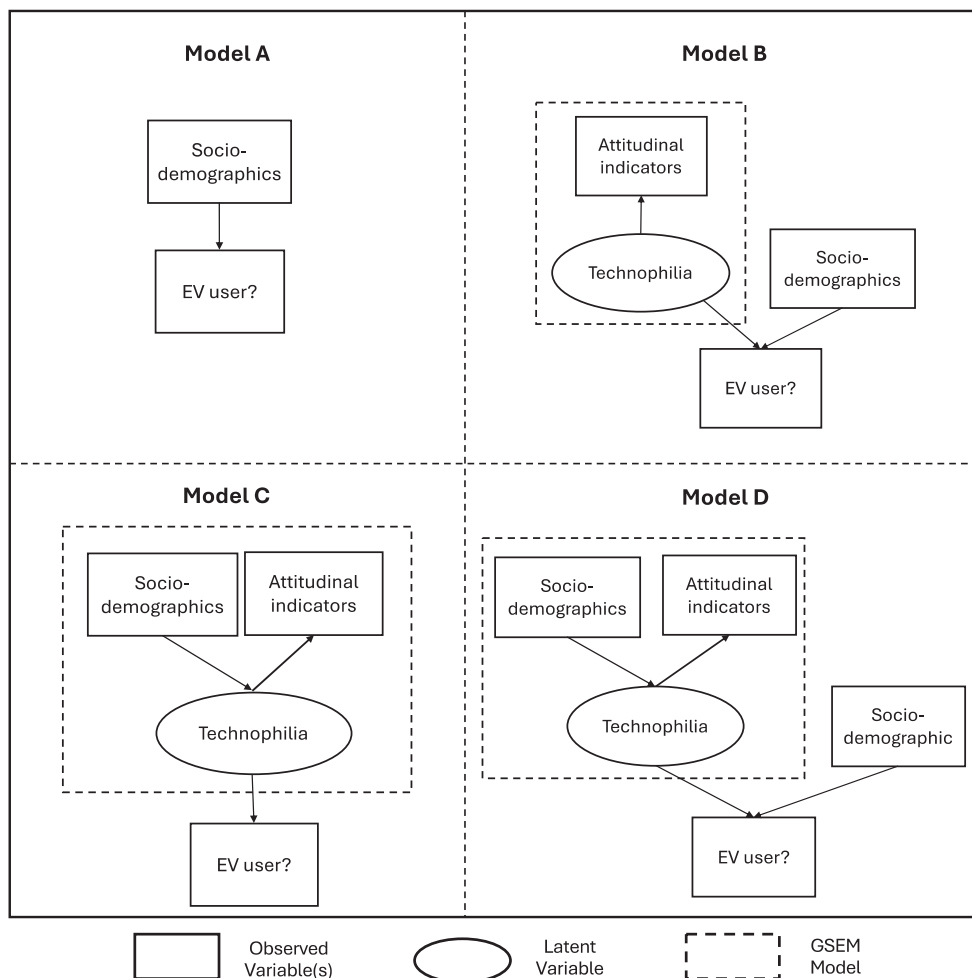 Model A
Socio-
demographics
EV user?
Model B
Attitudinal
indicators
Technophilia
Socio-
demographics
EV user?
Model C
Socio-
demographics
Attitudinal
indicators
Technophilia
EV user?
Model D
Socio-
demographics
Attitudinal
indicators
Technophilia
Socio-
demographic
EV user?
Observed
Variable(s)
Latent
Variable
GSEM
Model